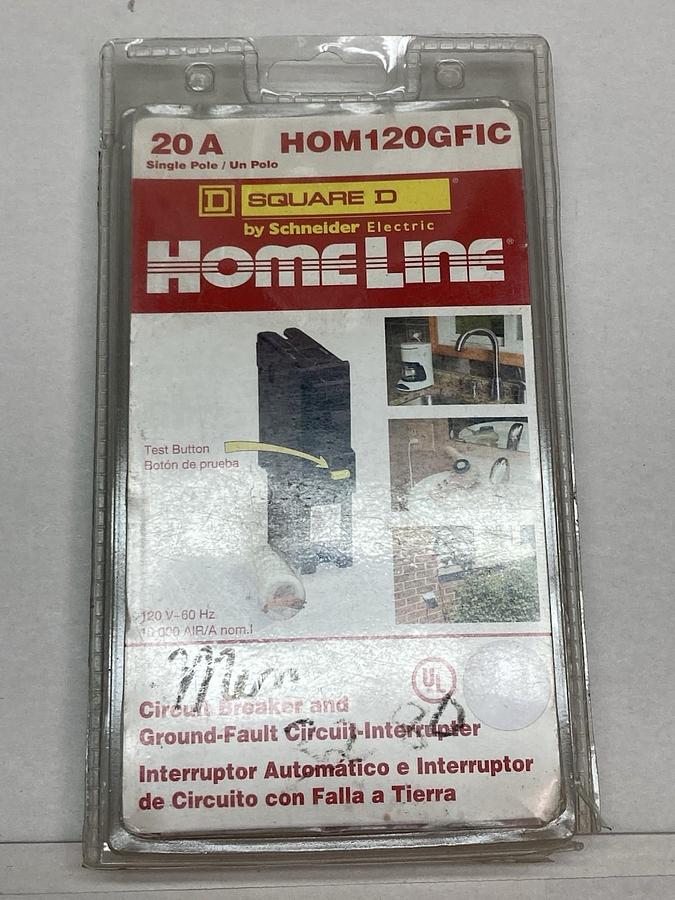 20 A HOM120GFIC
Single Pole / Un Polo
D SQUARE D
by Schneider Electric
HOMELINE
Test Button
Botón de prueba
120 V–60 Hz
10 000 AIR/A nom.I
UL
Circuit Breaker and
Ground-Fault Circuit-Interrupter
Interruptor Automático e Interruptor
de Circuito con Falla a Tierra